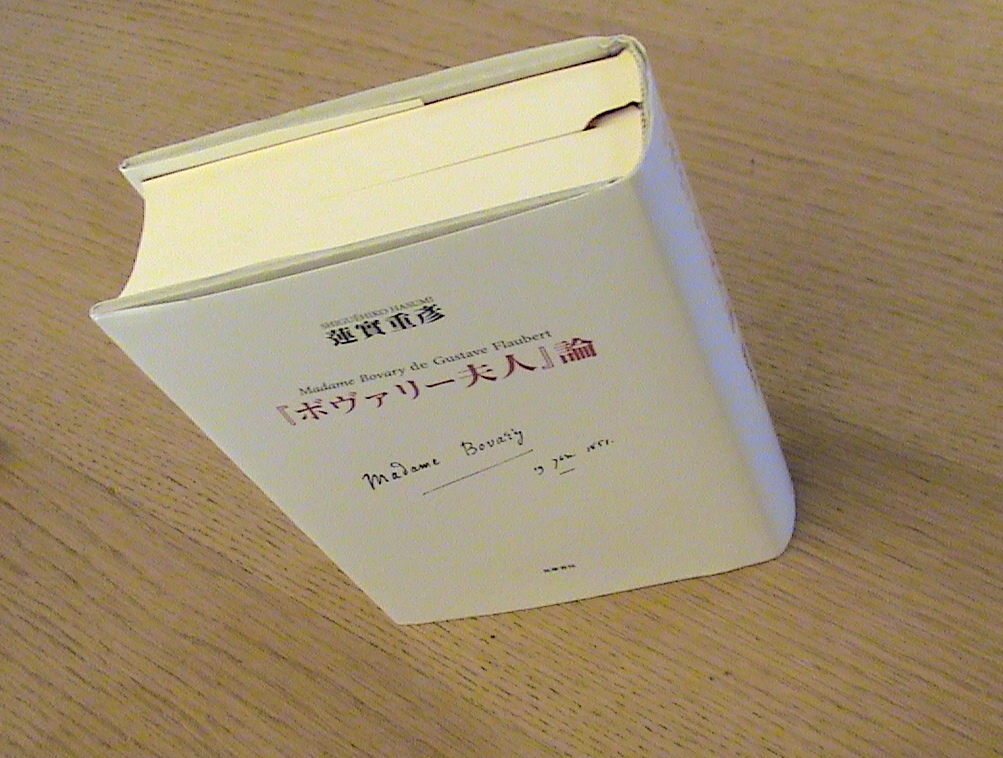 SHIGUÉHIKO HASUMI
蓮實重彦
Madame Bovary de Gustave Flaubert
『ボヴァリー夫人』論
Madame Bovary